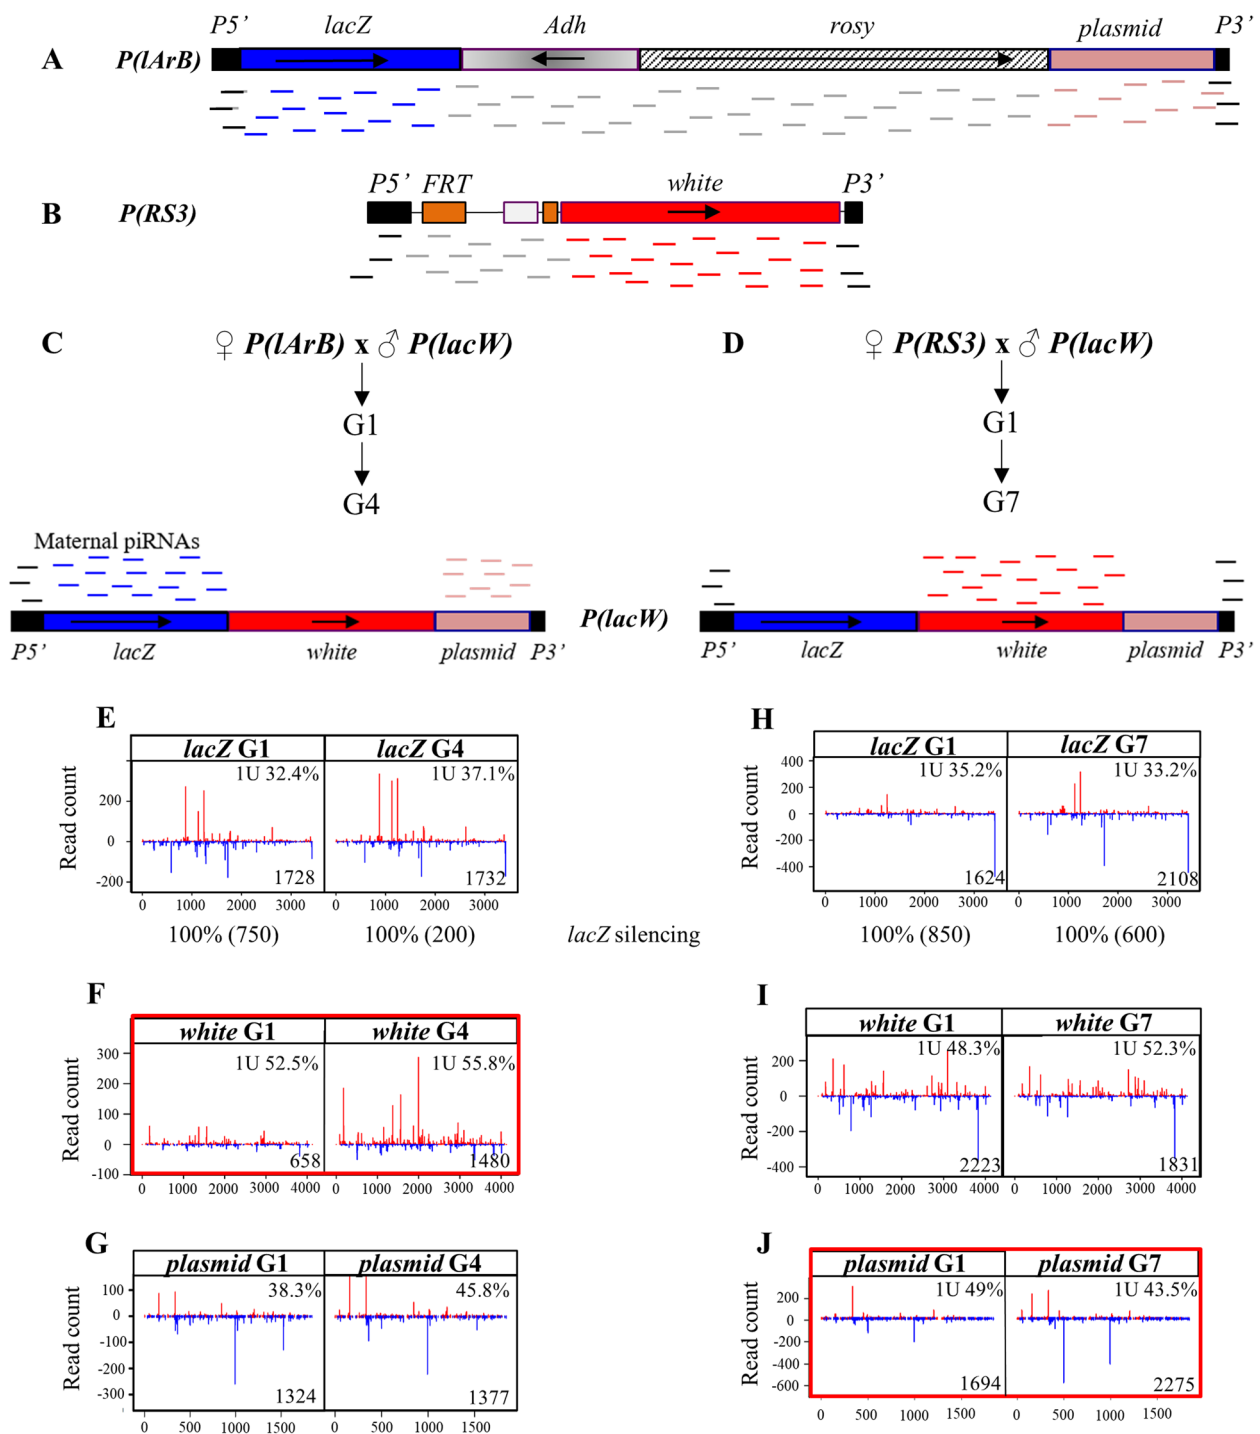 P5’ lacZ Adh rosy plasmid P3’
A P(lArB)
P5’ FRT white P3’
B P(RS3)
C ♀ P(lArB) x ♂ P(lacW)
G1
G4
D ♀ P(RS3) x ♂ P(lacW)
G1
G7
Maternal piRNAs
P(lacW)
P5’ lacZ white plasmid P3’
P5’ lacZ white plasmid P3’
E
lacZ G1 lacZ G4
1U 32.4% 1U 37.1%
Read count
200
0
-200
1728 1732
0 1000 2000 3000 0 1000 2000 3000
100% (750) 100% (200)
lacZ silencing
H
lacZ G1 lacZ G7
1U 35.2% 1U 33.2%
Read count
400
200
0
-200
-400
1624 2108
0 1000 2000 3000 0 1000 2000 3000
100% (850) 100% (600)
F
white G1 white G4
1U 52.5% 1U 55.8%
Read count
300
200
100
0
-100
658 1480
0 1000 2000 3000 4000 0 1000 2000 3000 4000
I
white G1 white G7
1U 48.3% 1U 52.3%
Read count
200
0
-200
-400
2223 1831
0 1000 2000 3000 4000 0 1000 2000 3000 4000
G
plasmid G1 plasmid G4
38.3% 45.8%
Read count
100
0
-100
-200
-300
1324 1377
0 500 1000 1500 0 500 1000 1500
J
plasmid G1 plasmid G7
1U 49% 1U 43.5%
Read count
200
0
-200
-400
-600
1694 2275
0 500 1000 1500 0 500 1000 1500